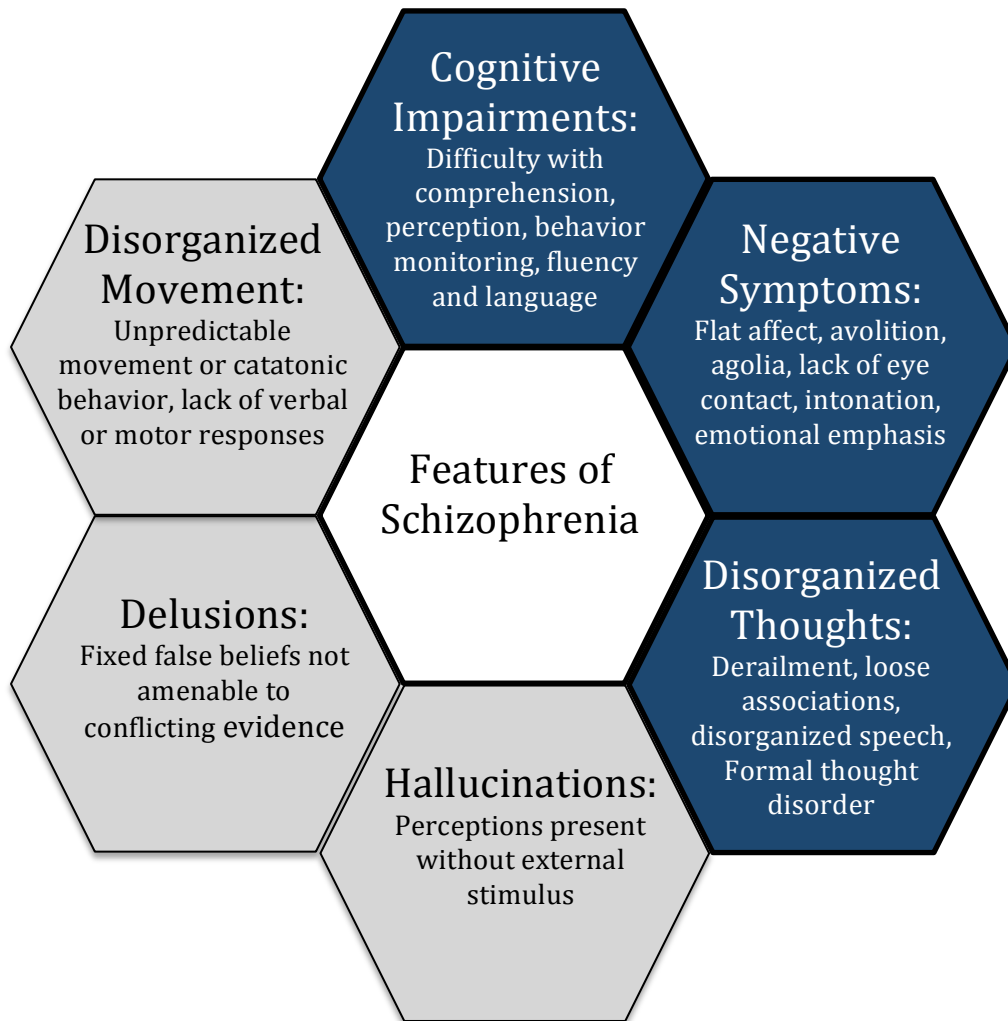 Cognitive
Impairments:
Difficulty with
comprehension,
perception, behavior
monitoring, fluency
and language
Negative
Symptoms:
Flat affect, avolition,
agolia, lack of eye
contact, intonation,
emotional emphasis
Disorganized
Thoughts:
Derailment, loose
associations,
disorganized speech,
Formal thought
disorder
Hallucinations:
Perceptions present
without external
stimulus
Delusions:
Fixed false beliefs not
amenable to
conflicting evidence
Disorganized
Movement:
Unpredictable
movement or catatonic
behavior, lack of verbal
or motor responses
Features of
Schizophrenia